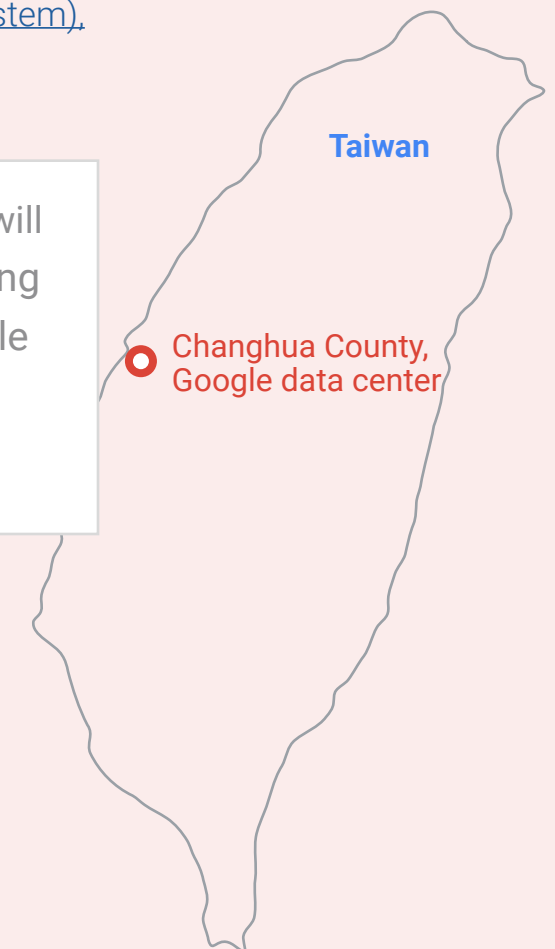 stem),
Taiwan
will
ng
le
Changhua County,
Google data center